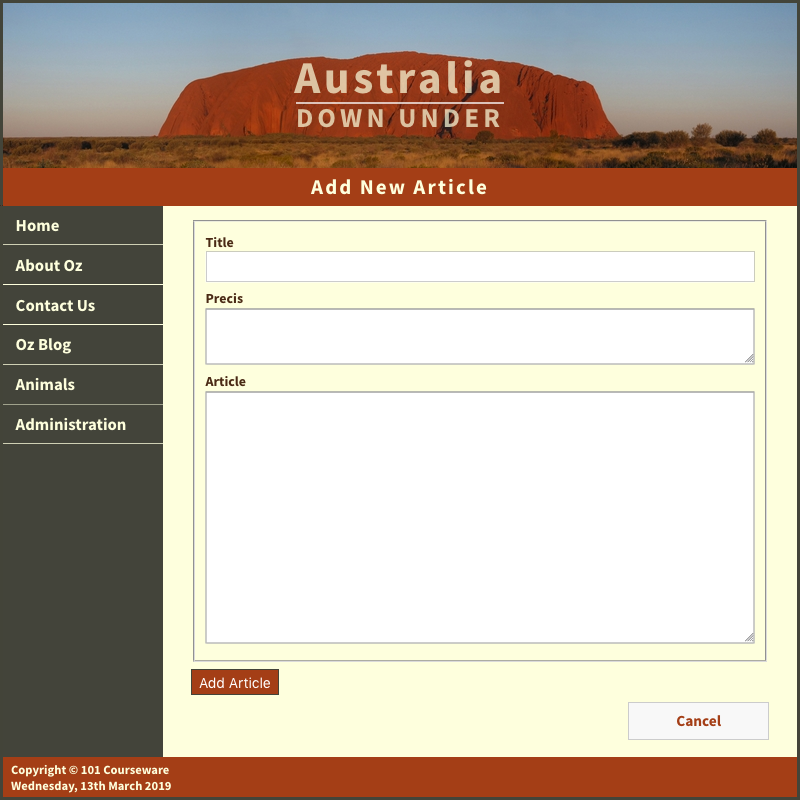 Australia
DOWN UNDER
Add New Article
Home
About Oz
Contact Us
Oz Blog
Animals
Administration
Title
Precis
Article
Add Article
Cancel
Copyright © 101 Courseware
Wednesday, 13th March 2019